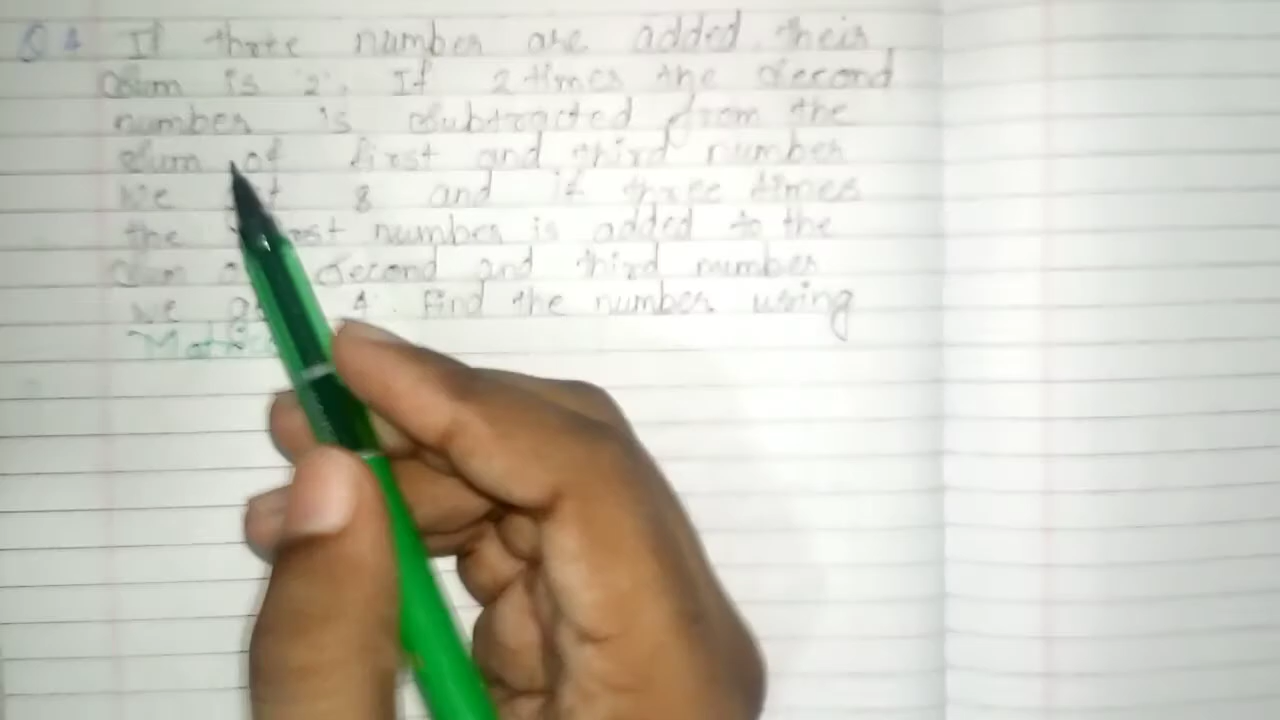 Q 4 If three number are added their
sum is '2'. If 2 times the second
number is subtracted from the
sum of first and third number
we 8 and if three times
the number is added to the
sum second and third number
we 4. Find the number using